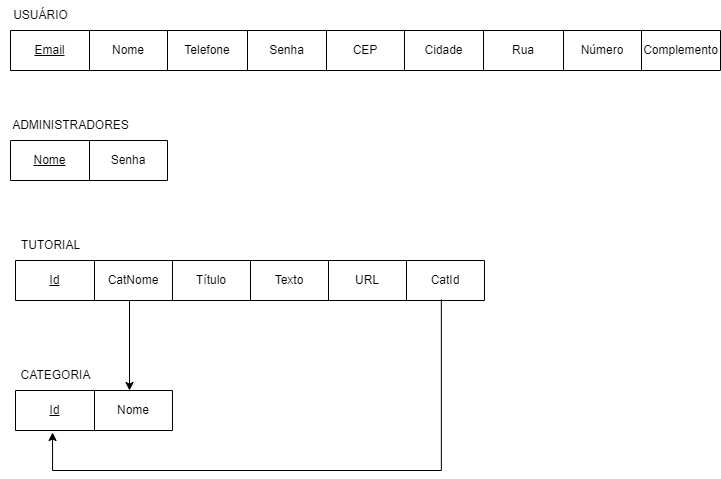 USUÁRIO
Email Nome Telefone Senha CEP Cidade Rua Número Complemento
ADMINISTRADORES
Nome Senha
TUTORIAL
Id CatNome Título Texto URL CatId
CATEGORIA
Id Nome